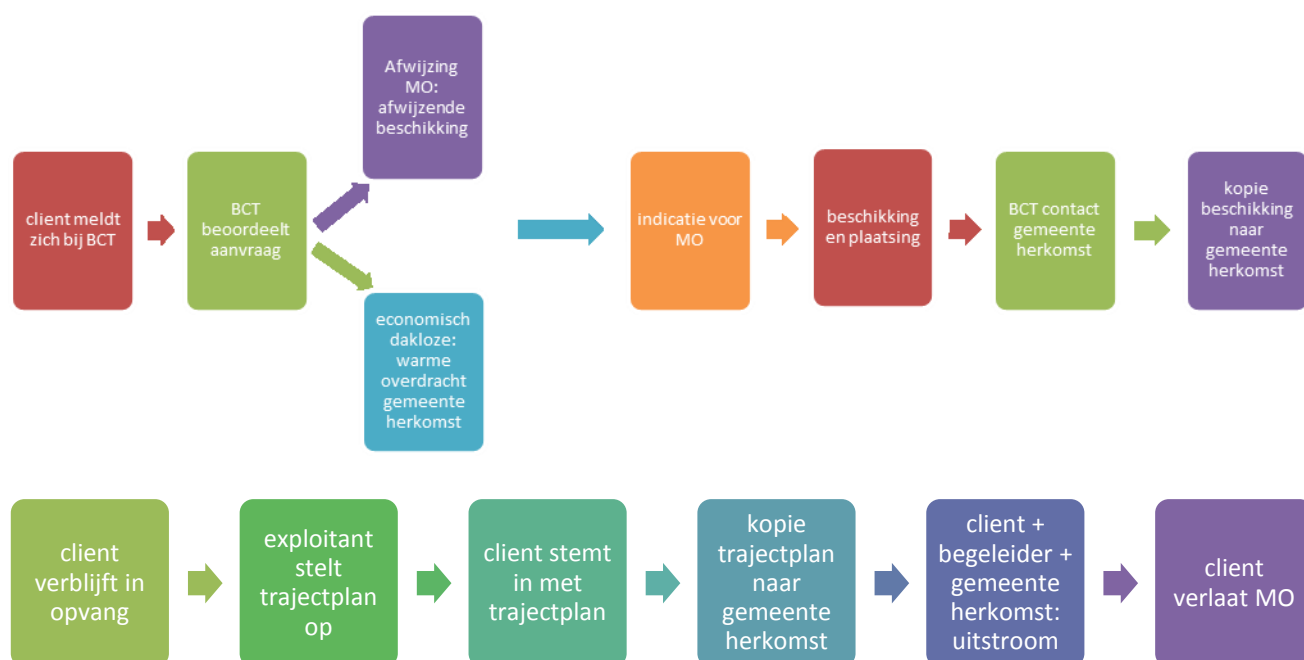 client meldt
zich bij BCT
BCT
beoordeelt
aanvraag
Afwijzing
MO:
afwijzende
beschikking
economisch
dakloze:
warme
overdracht
gemeente
herkomst
indicatie voor
MO
beschikking
en plaatsing
BCT contact
gemeente
herkomst
kopie
beschikking
naar
gemeente
herkomst
client
verblijft in
opvang
exploitant
stelt
trajectplan
op
client stemt
in met
trajectplan
kopie
trajectplan
naar
gemeente
herkomst
client +
begeleider +
gemeente
herkomst:
uitstroom
client
verlaat MO